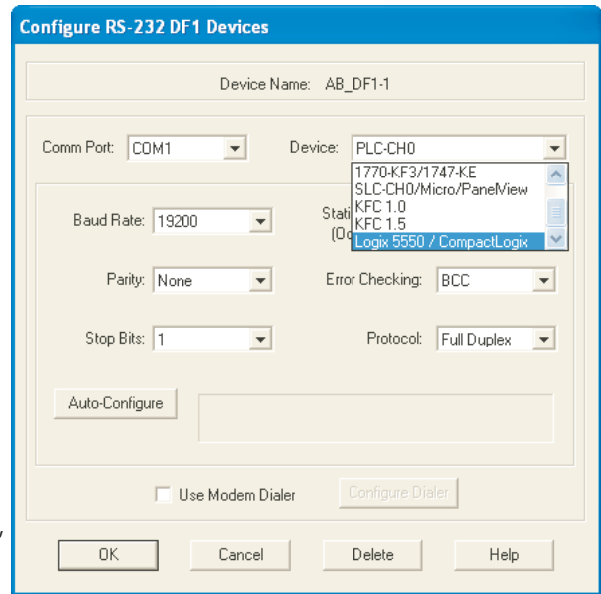 Configure RS-232 DF1 Devices
Device Name: AB_DF1-1
Comm Port: COM1 Device: PLC-CH0
1770-KF3/1747-KE
SLC-CH0/Micro/PanelView
KFC 1.0
KFC 1.5
Logix 5550 / CompactLogix
Baud Rate: 19200
Parity: None Error Checking: BCC
Stop Bits: 1 Protocol: Full Duplex
Auto-Configure
Use Modem Dialer Configure Dialer
OK Cancel Delete Help